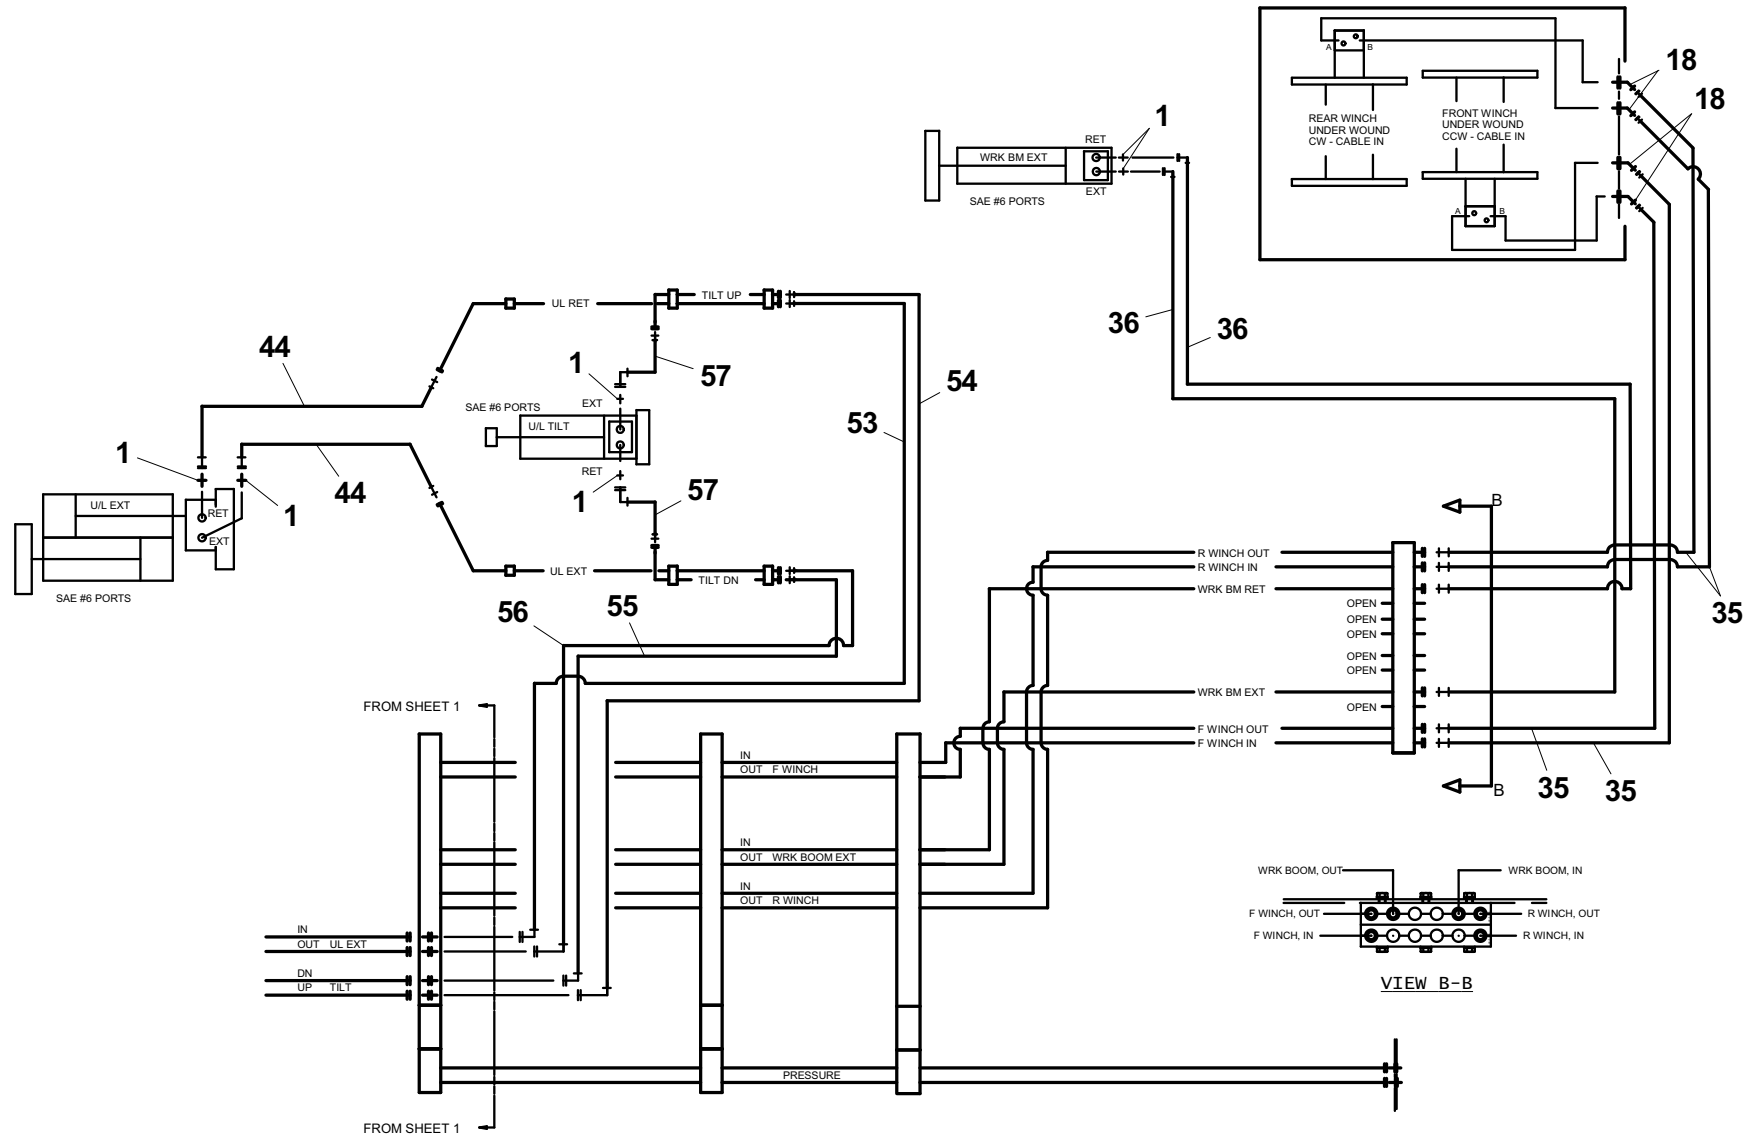 A
B
18
18
REAR WINCH
UNDER WOUND
CW - CABLE IN
FRONT WINCH
UNDER WOUND
CCW - CABLE IN
A
B
1
RET
WRK BM EXT
EXT
SAE #6 PORTS
36
36
UL RET
TILT UP
44
1
57
54
SAE #6 PORTS
EXT
U/L TILT
53
RET
1
57
1
44
1
U/L EXT
RET
EXT
SAE #6 PORTS
UL EXT
TILT DN
56
55
B
R WINCH OUT
R WINCH IN
WRK BM RET
OPEN
OPEN
OPEN
OPEN
OPEN
WRK BM EXT
OPEN
F WINCH OUT
F WINCH IN
35
35
35
B
FROM SHEET 1
IN
OUT F WINCH
IN
OUT WRK BOOM EXT
IN
OUT R WINCH
IN
OUT UL EXT
DN
UP TILT
PRESSURE
FROM SHEET 1
WRK BOOM, OUT
WRK BOOM, IN
F WINCH, OUT
R WINCH, OUT
F WINCH, IN
R WINCH, IN
VIEW B-B